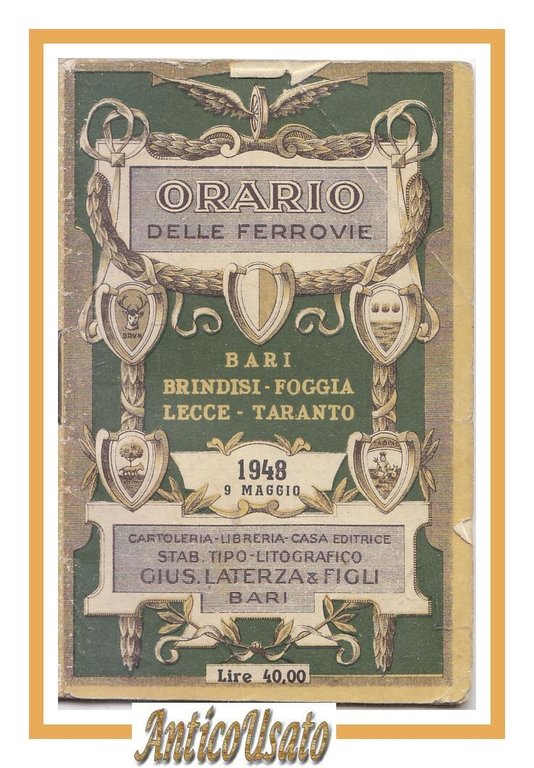 ORARIO
DELLE FERROVIE
BRVN
BARI
BRINDISI - FOGGIA
LECCE - TARANTO
1948
9 MAGGIO
CARTOLERIA - LIBRERIA - CASA EDITRICE
STAB. TIPO - LITOGRAFICO
GIUS. LATERZA & FIGLI
BARI
Lire 40,00
AnticoUsato